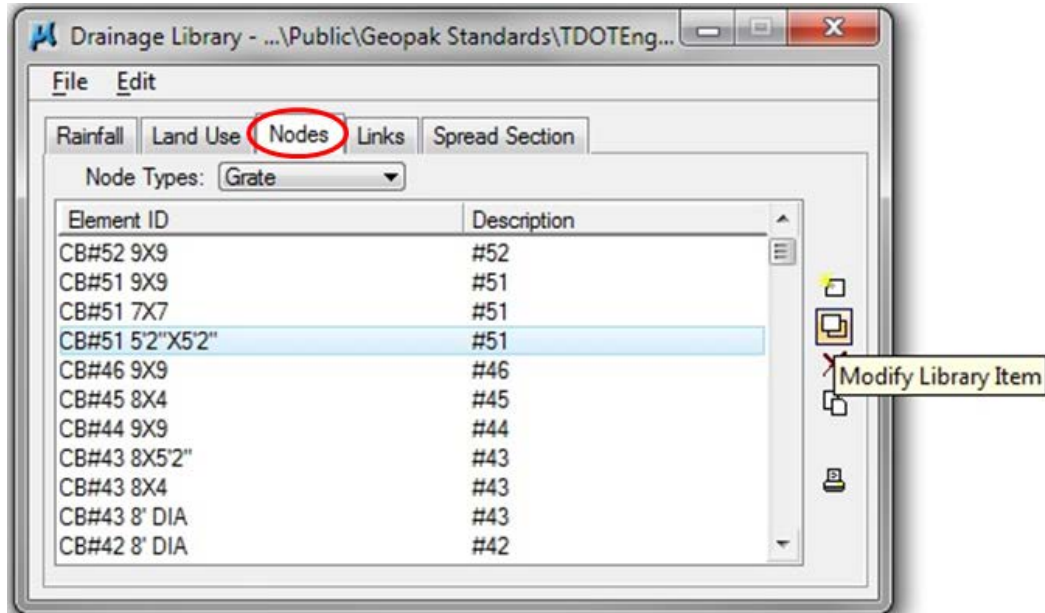 Drainage Library - ...\Public\Geopak Standards\TDOTEng...
File Edit
Rainfall Land Use Nodes Links Spread Section
Node Types: Grate
Element ID Description
CB#52 9X9 #52
CB#51 9X9 #51
CB#51 7X7 #51
CB#51 5'2"X5'2" #51
CB#46 9X9 #46
CB#45 8X4 #45
CB#44 9X9 #44
CB#43 8X5'2" #43
CB#43 8X4 #43
CB#43 8' DIA #43
CB#42 8' DIA #42
Modify Library Item